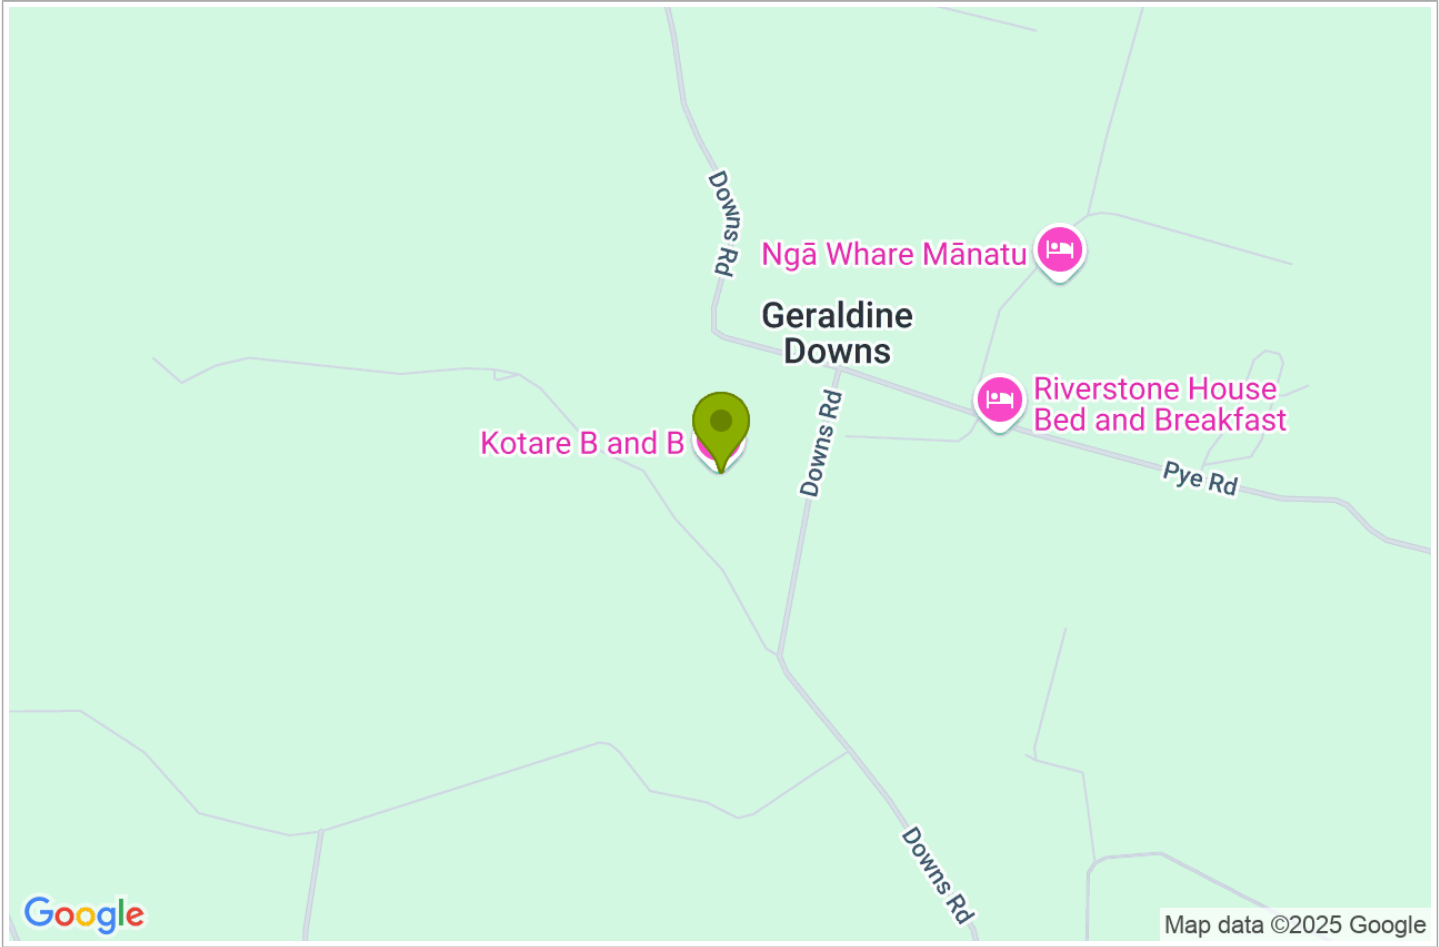 Downs Rd
Ngā Whare Mānatu
Geraldine
Downs
Riverstone House
Bed and Breakfast
Kotare B and B
Downs Rd
Pye Rd
Downs Rd
Google
Map data ©2025 Google